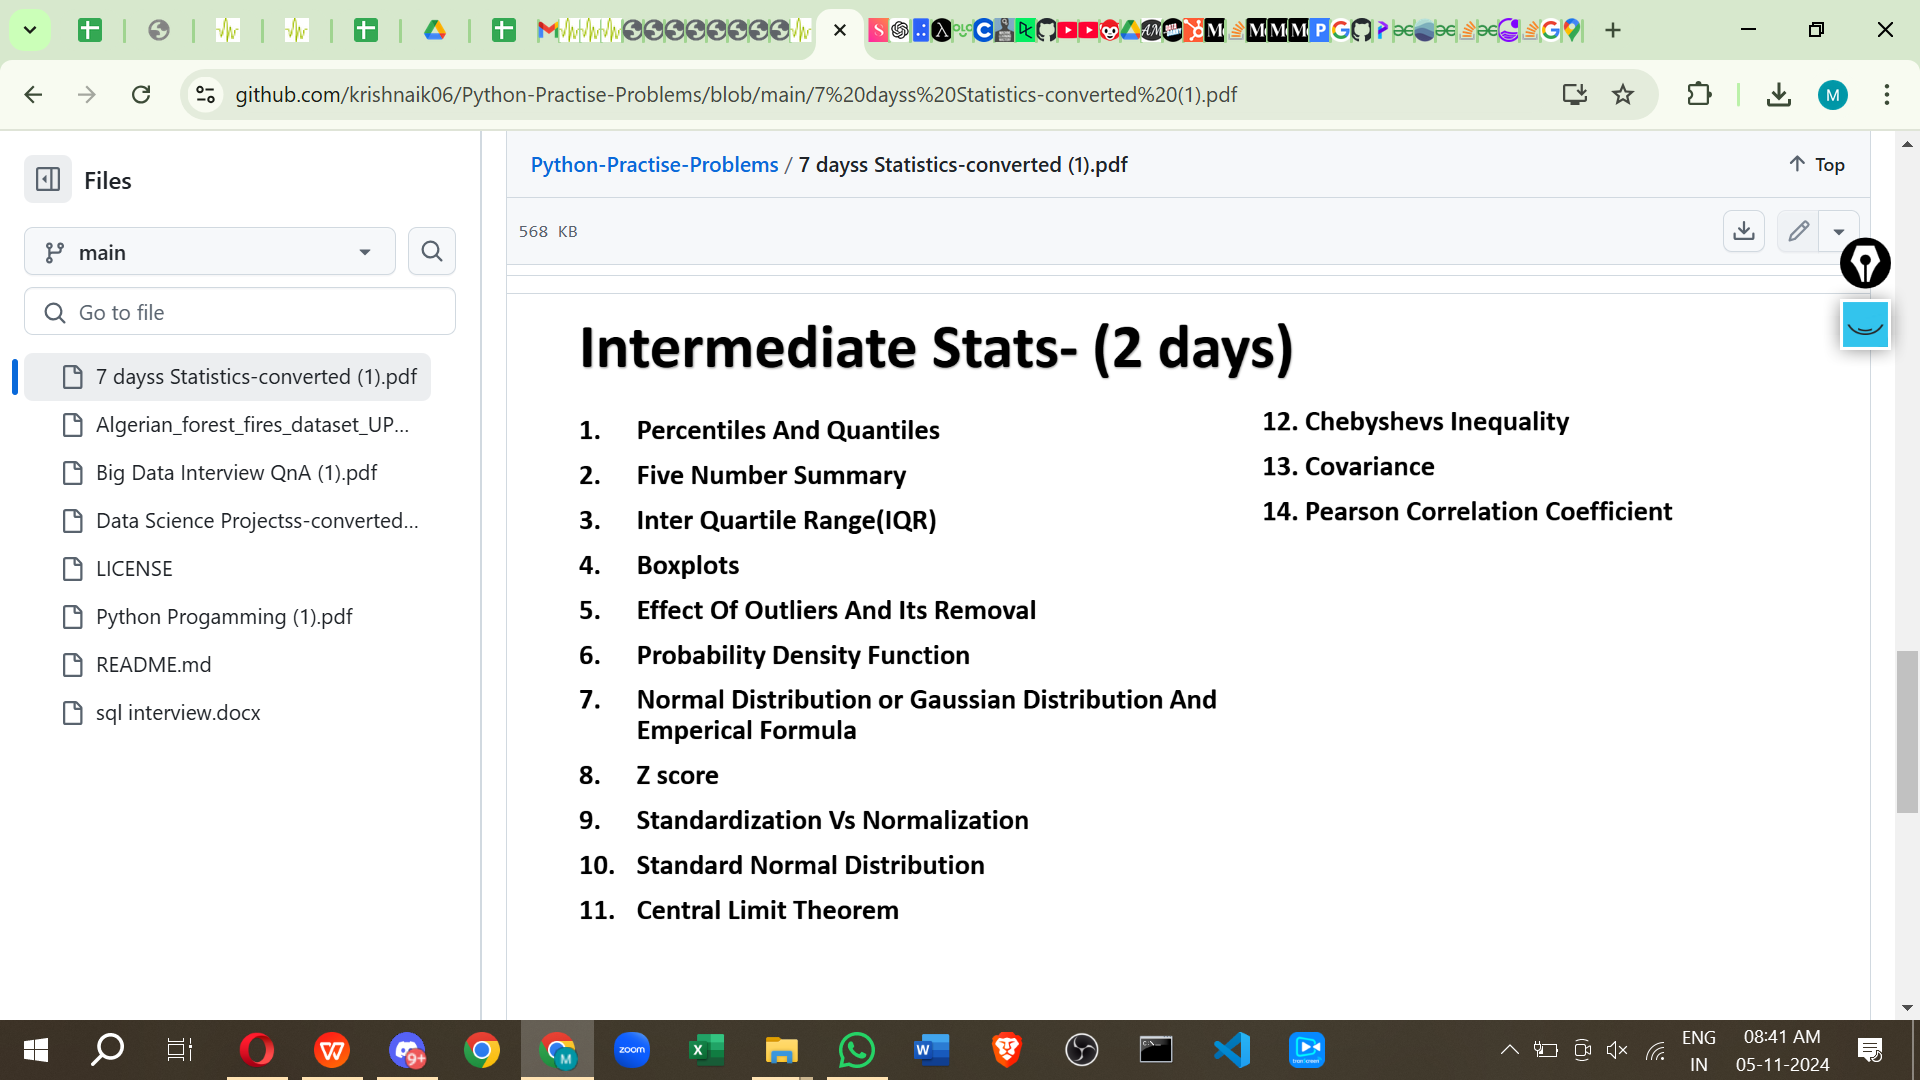 github.com/krishnaik06/Python-Practise-Problems/blob/main/7%20dayss%20Statistics-converted%20(1).pdf
M
Files
Python-Practise-Problems / 7 dayss Statistics-converted (1).pdf
Top
main
568 KB
Go to file
7 dayss Statistics-converted (1).pdf
Algerian_forest_fires_dataset_UP...
Big Data Interview QnA (1).pdf
Data Science Projectss-converted...
LICENSE
Python Progamming (1).pdf
README.md
sql interview.docx
Intermediate Stats- (2 days)
1. Percentiles And Quantiles
2. Five Number Summary
3. Inter Quartile Range(IQR)
4. Boxplots
5. Effect Of Outliers And Its Removal
6. Probability Density Function
7. Normal Distribution or Gaussian Distribution And
Emperical Formula
8. Z score
9. Standardization Vs Normalization
10. Standard Normal Distribution
11. Central Limit Theorem
12. Chebyshevs Inequality
13. Covariance
14. Pearson Correlation Coefficient
9+
M
zoom
ENG
IN
08:41 AM
05-11-2024